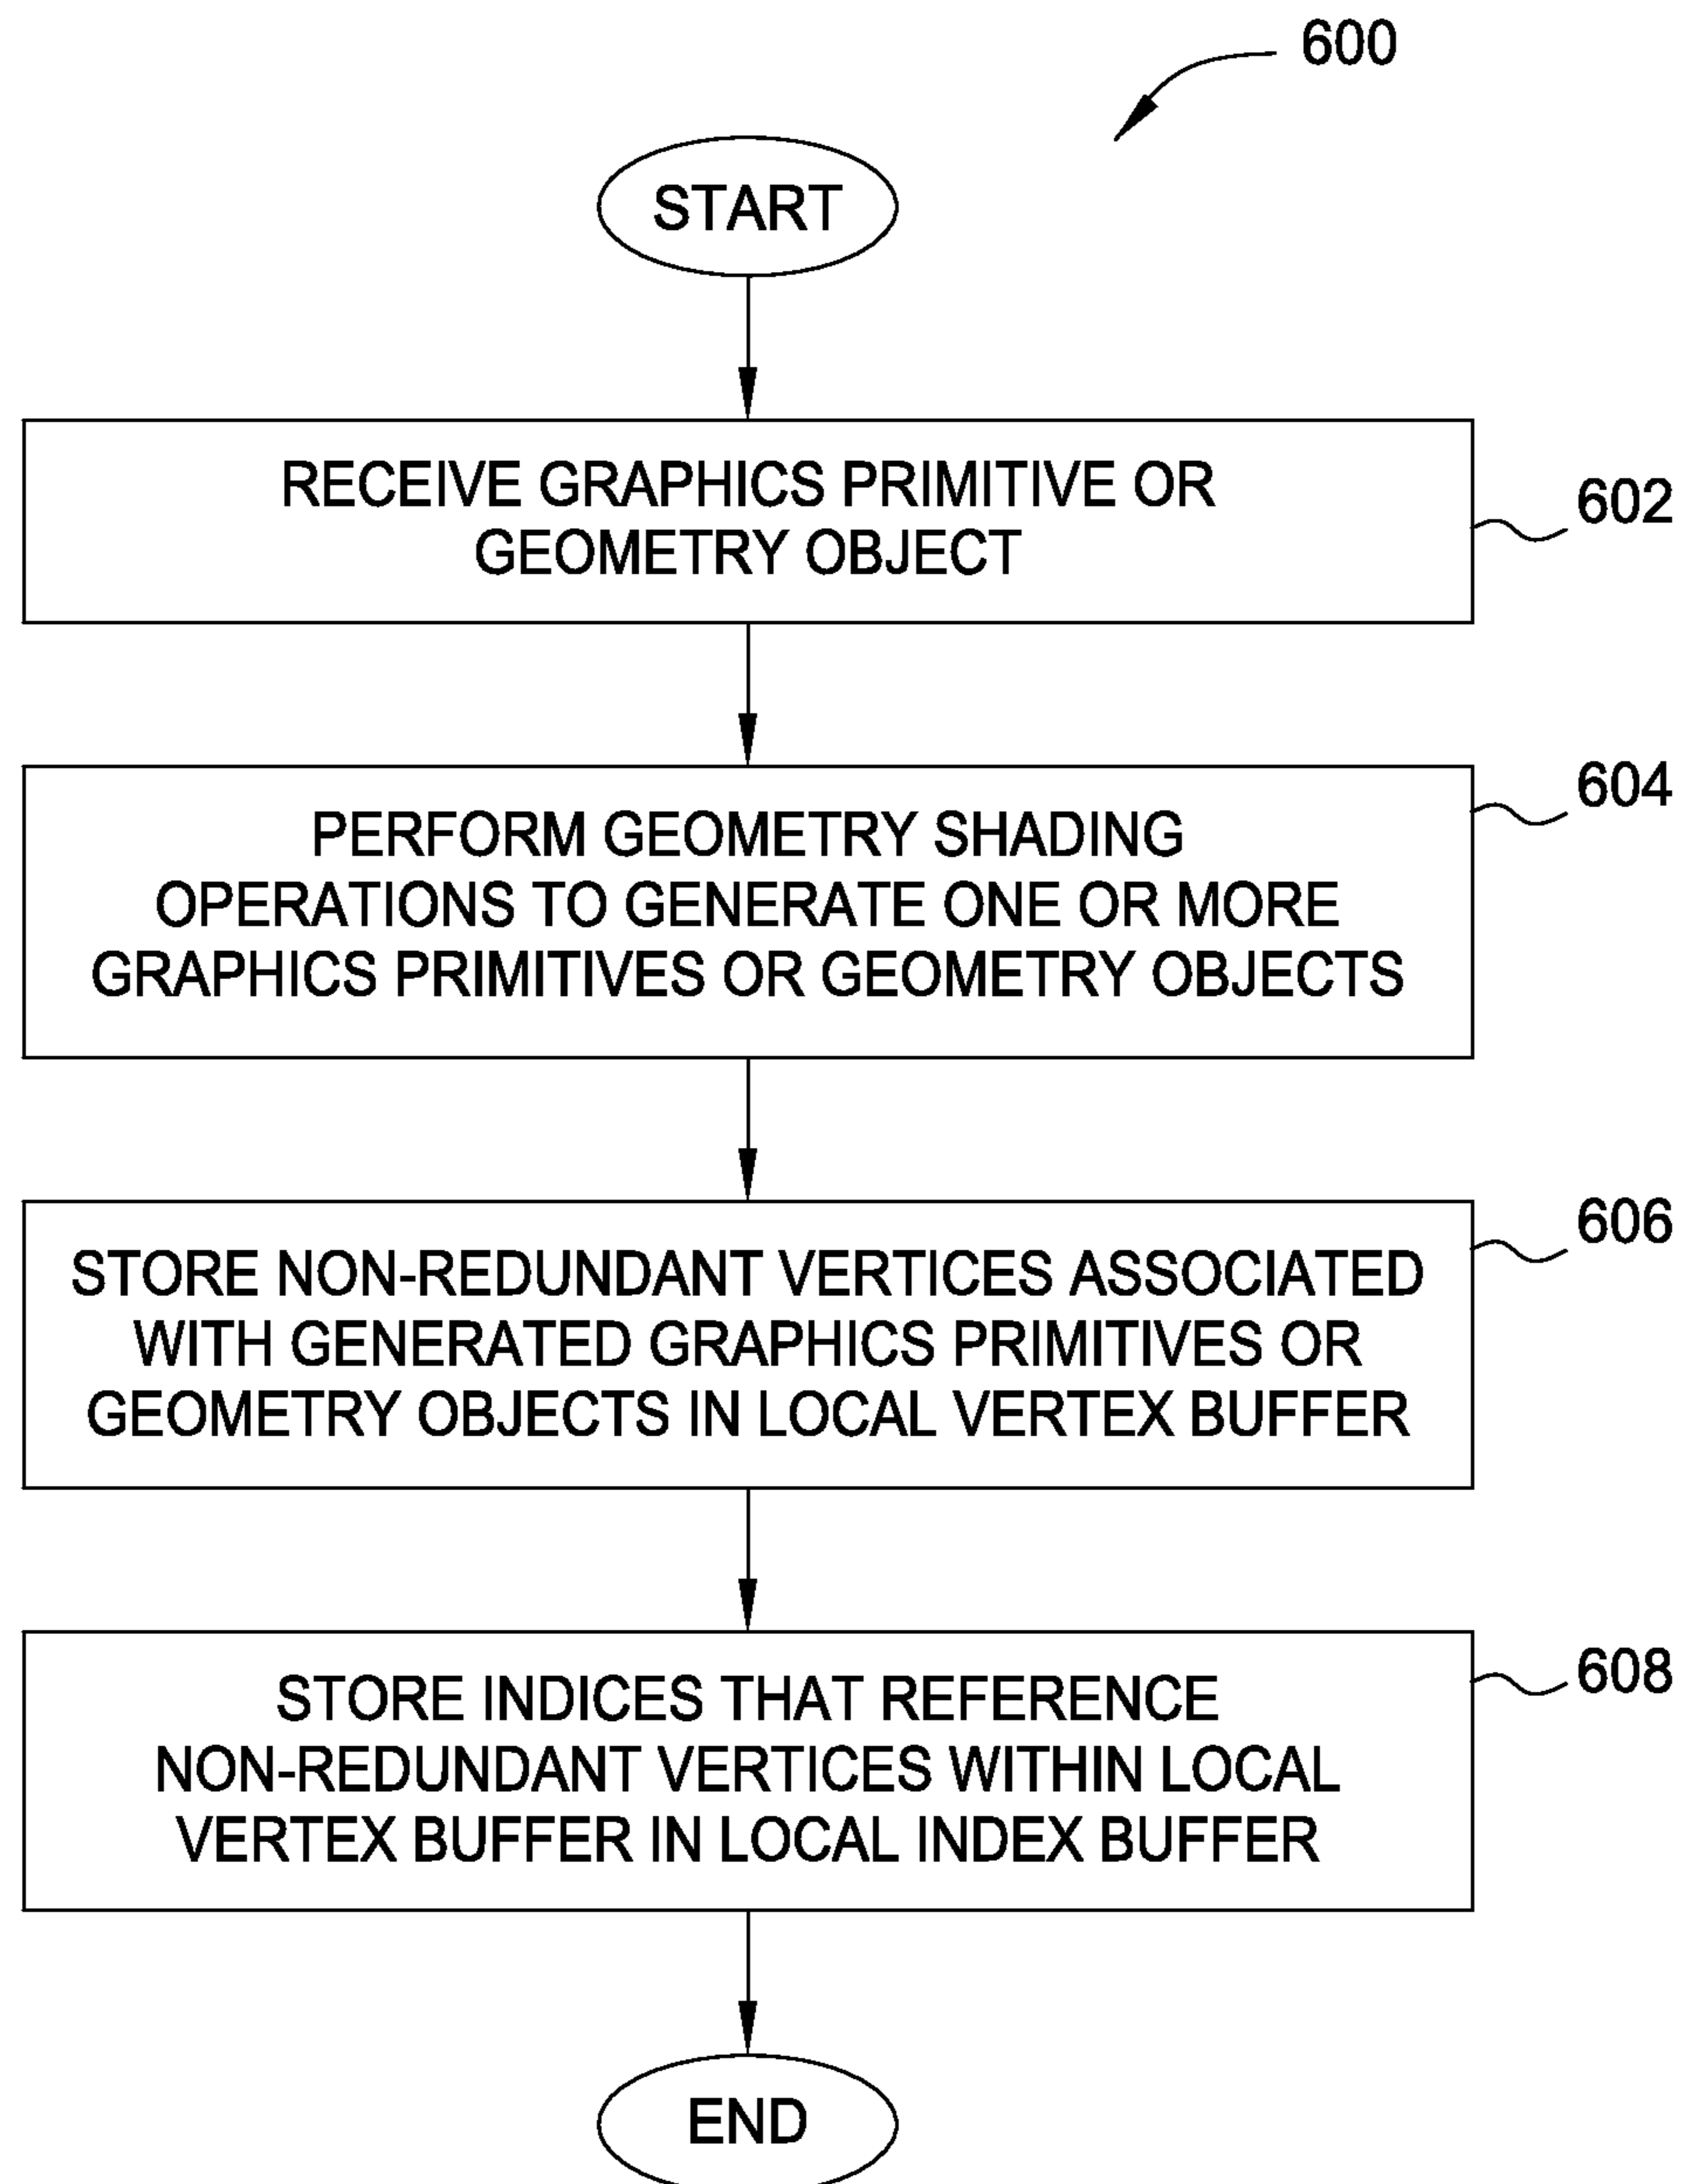 600
START
RECEIVE GRAPHICS PRIMITIVE OR
GEOMETRY OBJECT
602
PERFORM GEOMETRY SHADING
OPERATIONS TO GENERATE ONE OR MORE
GRAPHICS PRIMITIVES OR GEOMETRY OBJECTS
604
STORE NON-REDUNDANT VERTICES ASSOCIATED
WITH GENERATED GRAPHICS PRIMITIVES OR
GEOMETRY OBJECTS IN LOCAL VERTEX BUFFER
606
STORE INDICES THAT REFERENCE
NON-REDUNDANT VERTICES WITHIN LOCAL
VERTEX BUFFER IN LOCAL INDEX BUFFER
608
END